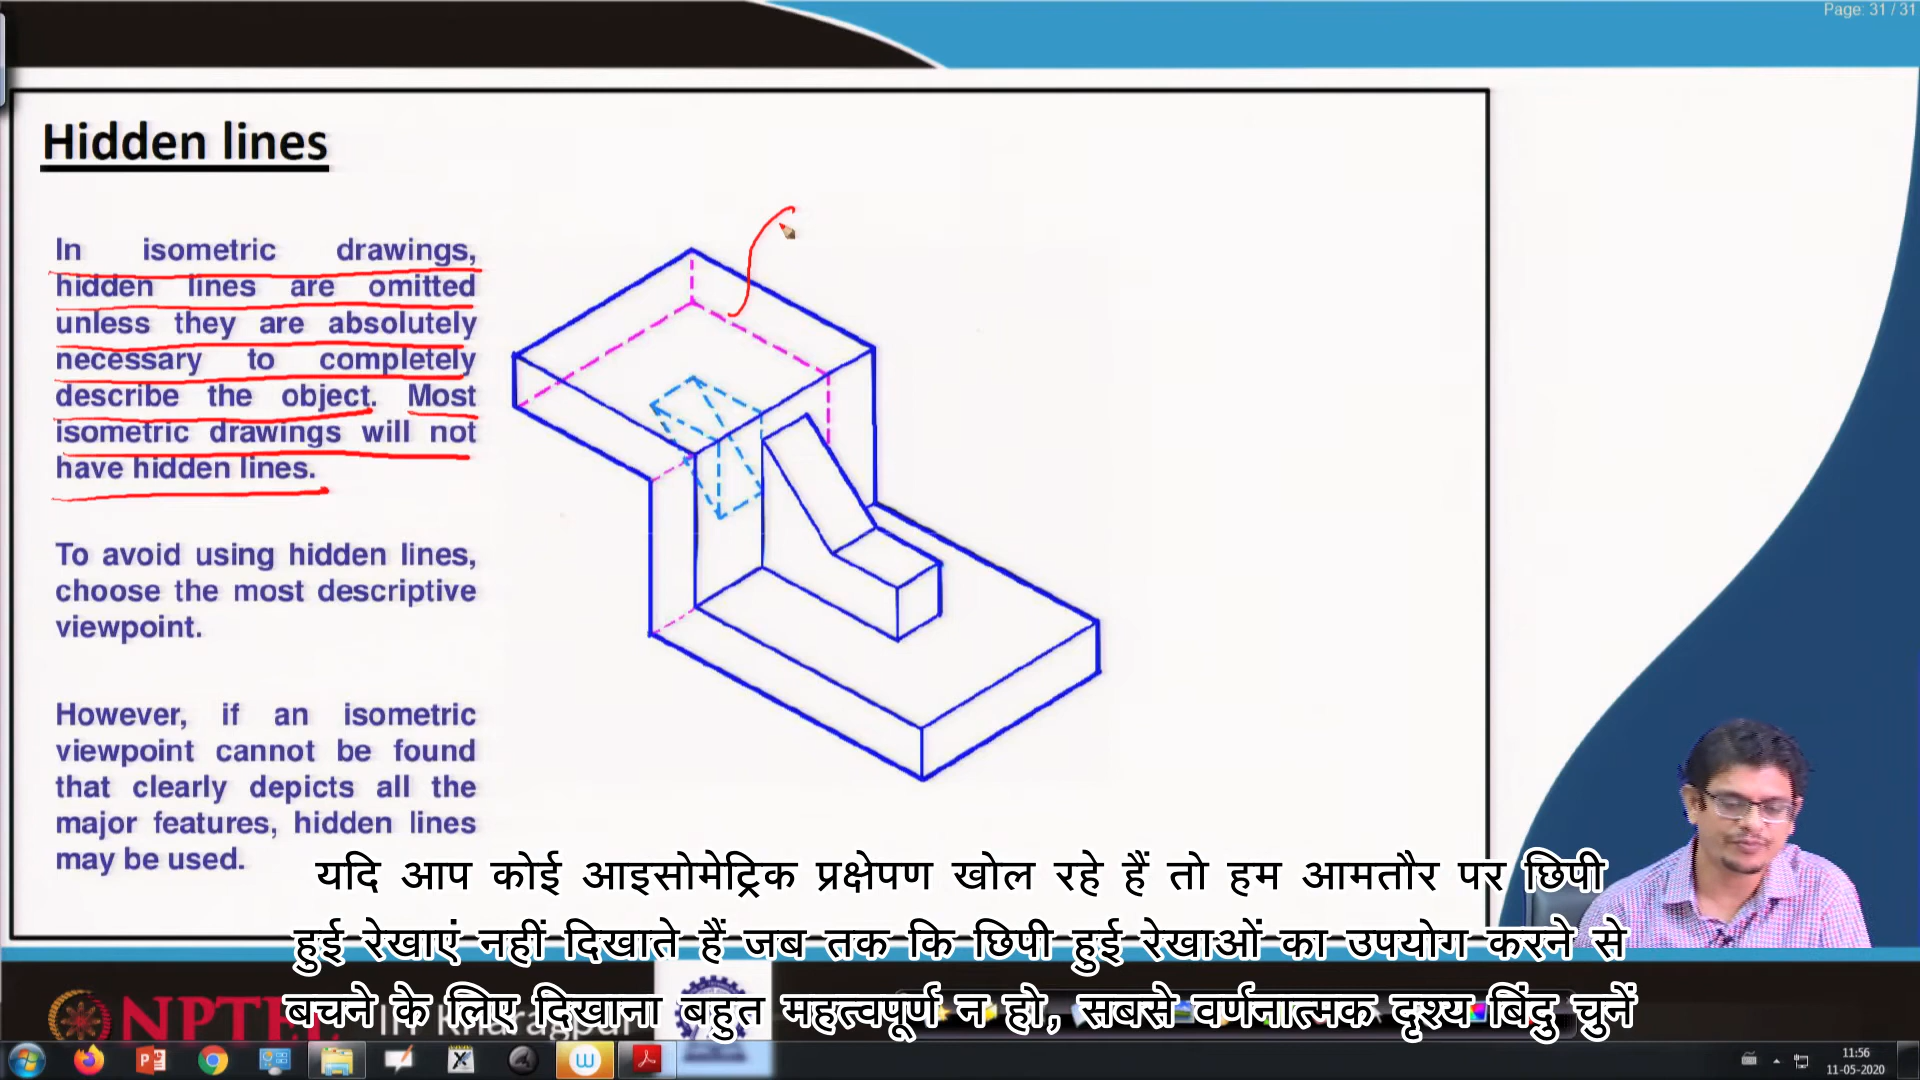 Page: 31 / 31
Hidden lines
In isometric drawings,
hidden lines are omitted
unless they are absolutely
necessary to completely
describe the object. Most
isometric drawings will not
have hidden lines.
To avoid using hidden lines,
choose the most descriptive
viewpoint.
However, if an isometric
viewpoint cannot be found
that clearly depicts all the
major features, hidden lines
may be used.
यदि आप कोई आइसोमेट्रिक प्रक्षेपण खोल रहे हैं तो हम आमतौर पर छिपी
हुई रेखाएं नहीं दिखाते हैं जब तक कि छिपी हुई रेखाओं का उपयोग करने से
बचने के लिए दिखाना बहुत महत्वपूर्ण न हो, सबसे वर्णनात्मक दृश्य बिंदु चुनें
NPTEL IIT Kharagpur
11:56
11-05-2020